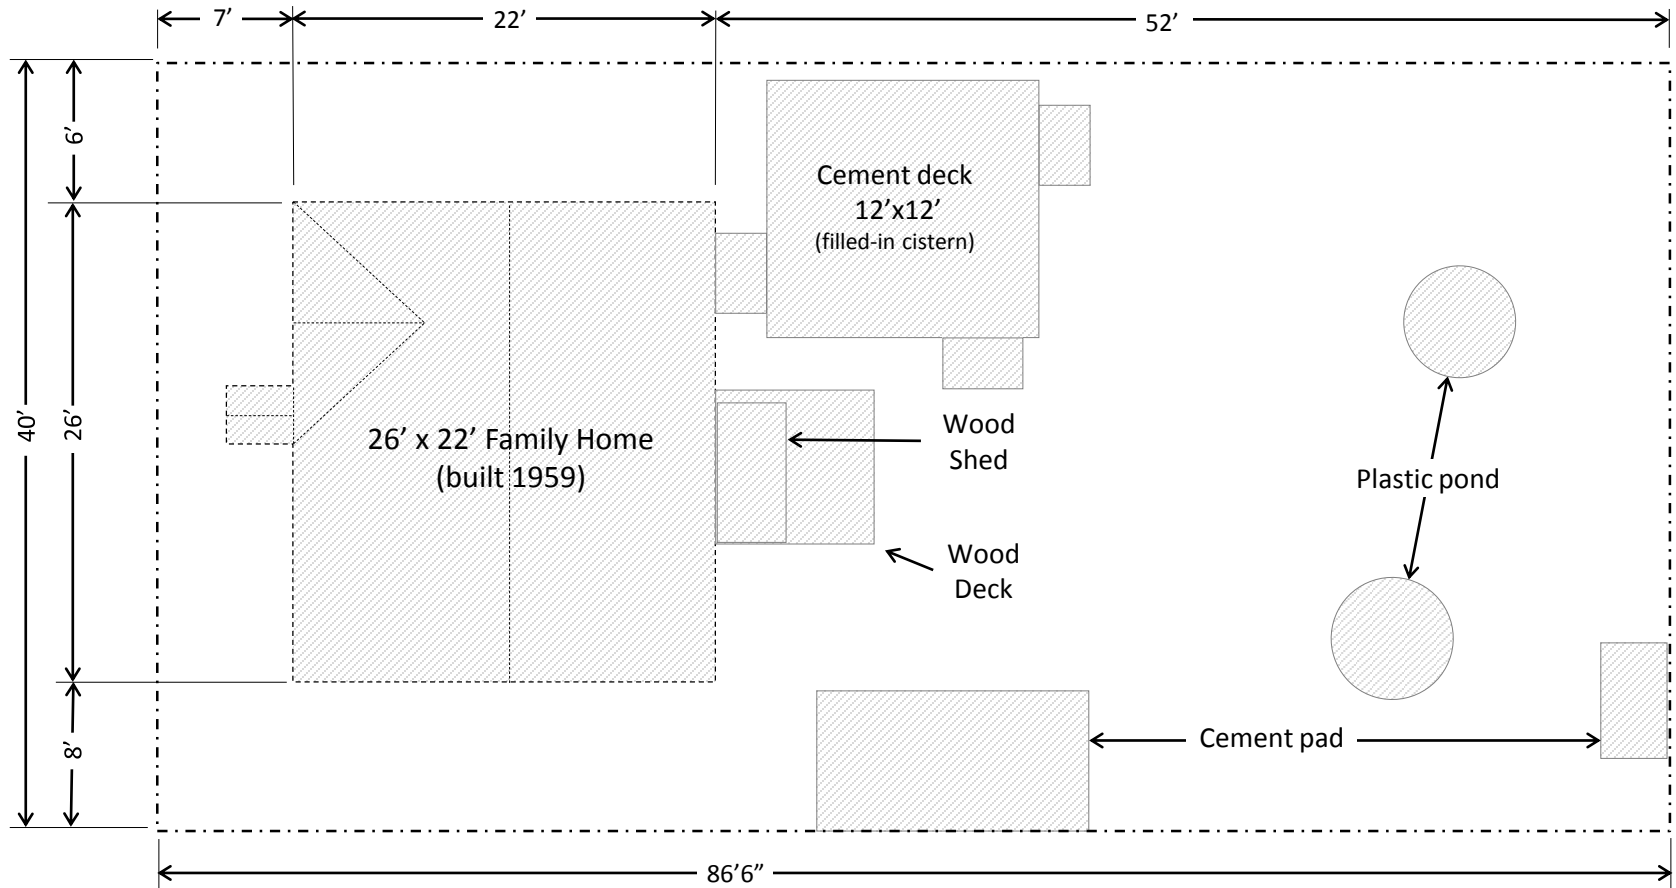 7’
22’
52’
6’
Cement deck
12’x12’
(filled-in cistern)
40’
26’
26’ x 22’ Family Home
(built 1959)
Wood
Shed
Plastic pond
Wood
Deck
8’
Cement pad
86’6”